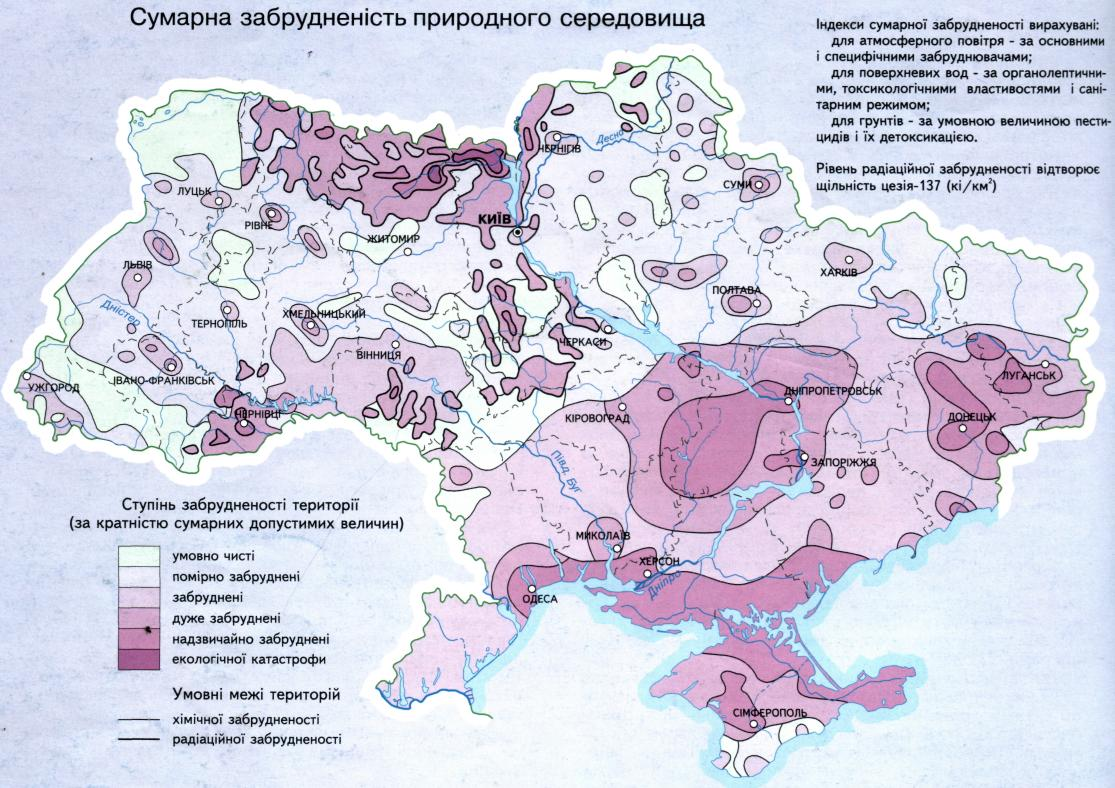 Сумарна забрудненість природного середовища
Індекси сумарної забрудненості вирахувані:
для атмосферного повітря - за основними
і специфічними забруднювачами;
для поверхневих вод - за органолептични-
ми, токсикологічними властивостями і сані-
тарним режимом;
для грунтів - за умовною величиною пести-
цидів і їх детоксикацією.
Рівень радіаційної забрудненості відтворює
щільність цезія-137 (кі/км²)
ЧЕРНІГІВ
Десна
ЛУЦЬК
СУМИ
РІВНЕ
КИЇВ
ЖИТОМИР
ЛЬВІВ
ХАРКІВ
ПОЛТАВА
Дністер
ТЕРНОПІЛЬ
ХМЕЛЬНИЦЬКИЙ
ЧЕРКАСИ
ВІННИЦЯ
УЖГОРОД
ІВАНО-ФРАНКІВСЬК
ЛУГАНСЬК
ДНІПРОПЕТРОВСЬК
ЧЕРНІВЦІ
КІРОВОГРАД
ДОНЕЦЬК
ЗАПОРІЖЖЯ
Півд. Буг
МИКОЛАЇВ
ХЕРСОН
Дніпро
ОДЕСА
СІМФЕРОПОЛЬ
Ступінь забрудненості території
(за кратністю сумарних допустимих величин)
умовно чисті
помірно забруднені
забруднені
дуже забруднені
надзвичайно забруднені
екологічної катастрофи
Умовні межі територій
хімічної забрудненості
радіаційної забрудненості